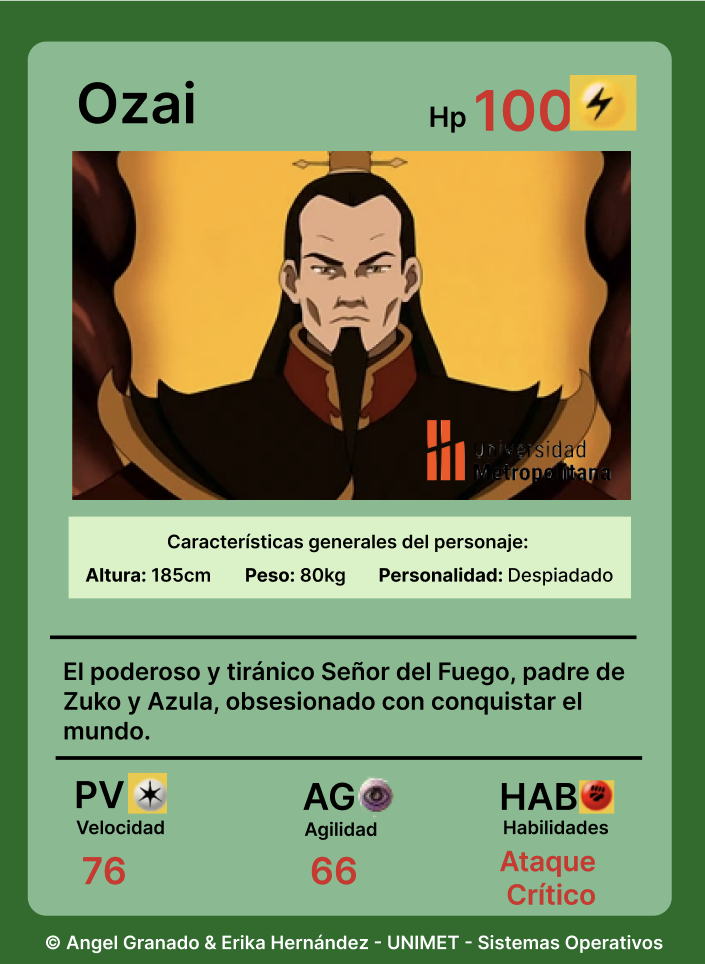 Ozai
Hp 100
Universidad
Metropolitana
Características generales del personaje:
Altura: 185cm Peso: 80kg Personalidad: Despiadado
El poderoso y tiránico Señor del Fuego, padre de
Zuko y Azula, obsesionado con conquistar el
mundo.
PV AG HAB
Velocidad Agilidad Habilidades
76 66 Ataque
Crítico
© Angel Granado & Erika Hernández - UNIMET - Sistemas Operativos